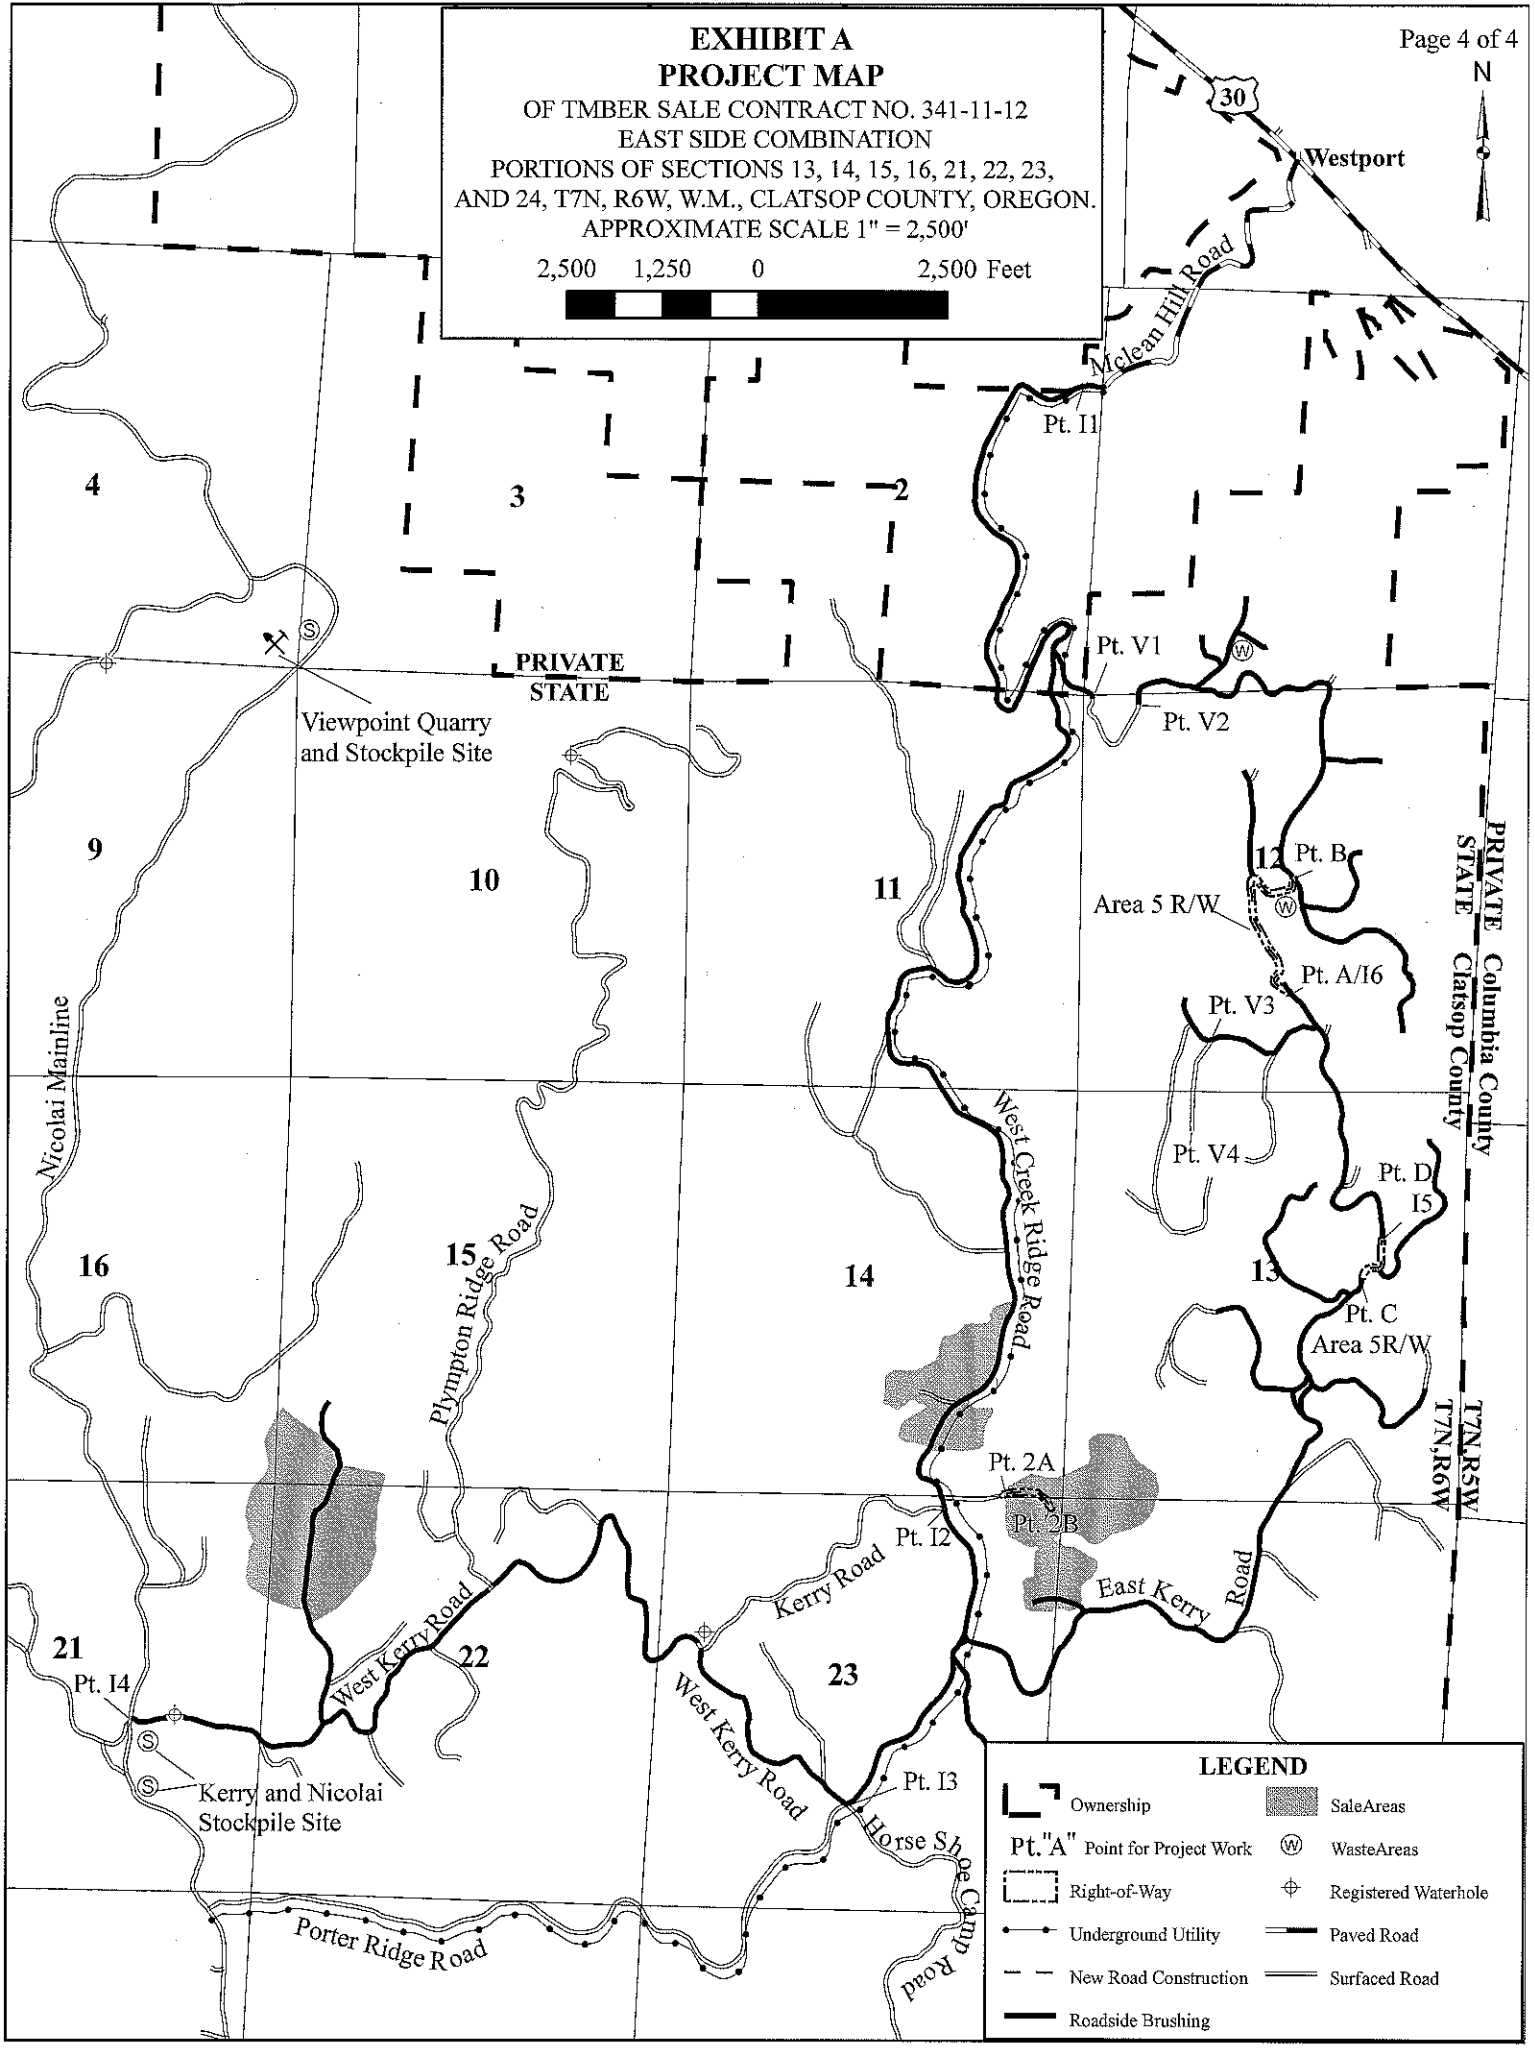 EXHIBIT A
PROJECT MAP
OF TMBER SALE CONTRACT NO. 341-11-12
EAST SIDE COMBINATION
PORTIONS OF SECTIONS 13, 14, 15, 16, 21, 22, 23,
AND 24, T7N, R6W, W.M., CLATSOP COUNTY, OREGON.
APPROXIMATE SCALE 1" = 2,500'
2,500 1,250 0 2,500 Feet
Page 4 of 4
N
30
Westport
Mclean Hill Road
Pt. I1
4
3
2
S
PRIVATE
STATE
Pt. V1
W
Pt. V2
Viewpoint Quarry
and Stockpile Site
9
10
11
12
Pt. B
W
Area 5 R/W
Pt. A/I6
Pt. V3
PRIVATE Columbia County
STATE Clatsop County
Nicolai Mainline
West Creek Ridge Road
Pt. V4
Pt. D
I5
16
15
14
13
Plympton Ridge Road
Pt. C
Area 5R/W
T7N,R5W
T7N,R6W
Pt. 2A
Pt. I2
Pt. 2B
Kerry Road
East Kerry
Road
West Kerry Road
21
22
23
Pt. I4
West Kerry Road
S
S
Kerry and Nicolai
Stockpile Site
Pt. I3
Horse Shoe Camp Road
Porter Ridge Road
LEGEND
Ownership
SaleAreas
Pt."A" Point for Project Work
W WasteAreas
Right-of-Way
Registered Waterhole
Underground Utility
Paved Road
New Road Construction
Surfaced Road
Roadside Brushing